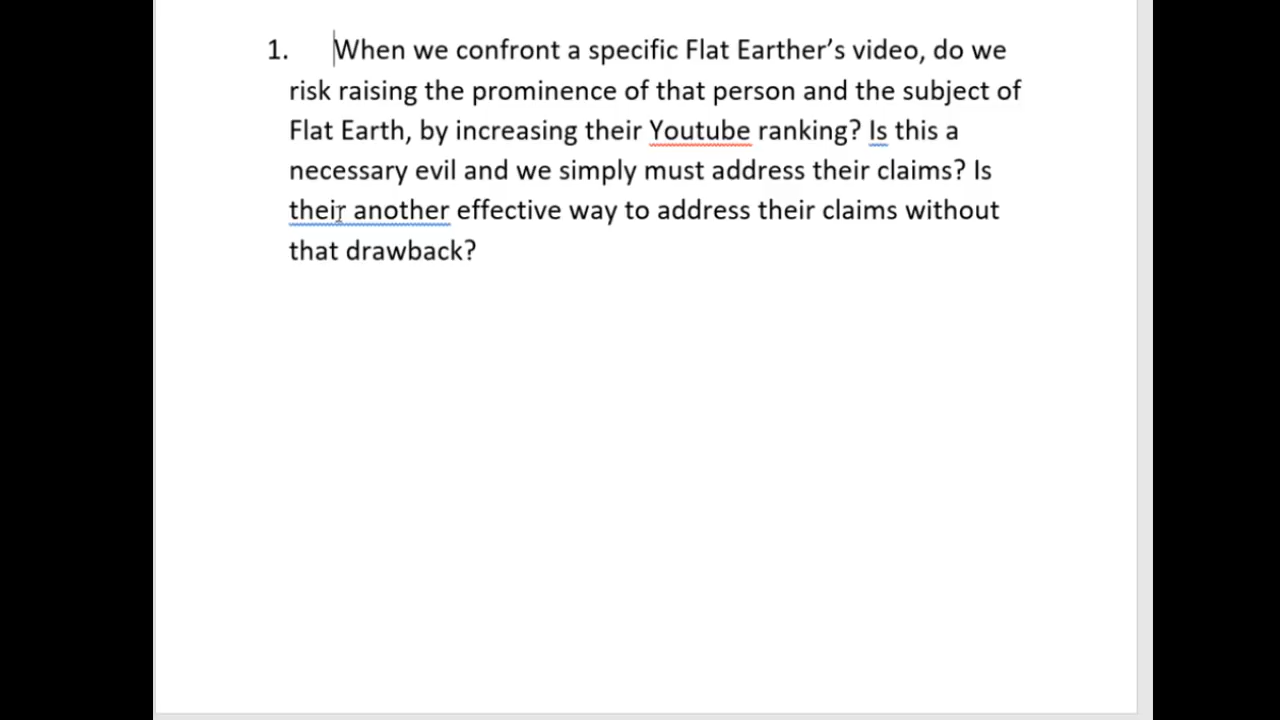 1. When we confront a specific Flat Earther’s video, do we
risk raising the prominence of that person and the subject of
Flat Earth, by increasing their Youtube ranking? Is this a
necessary evil and we simply must address their claims? Is
their another effective way to address their claims without
that drawback?